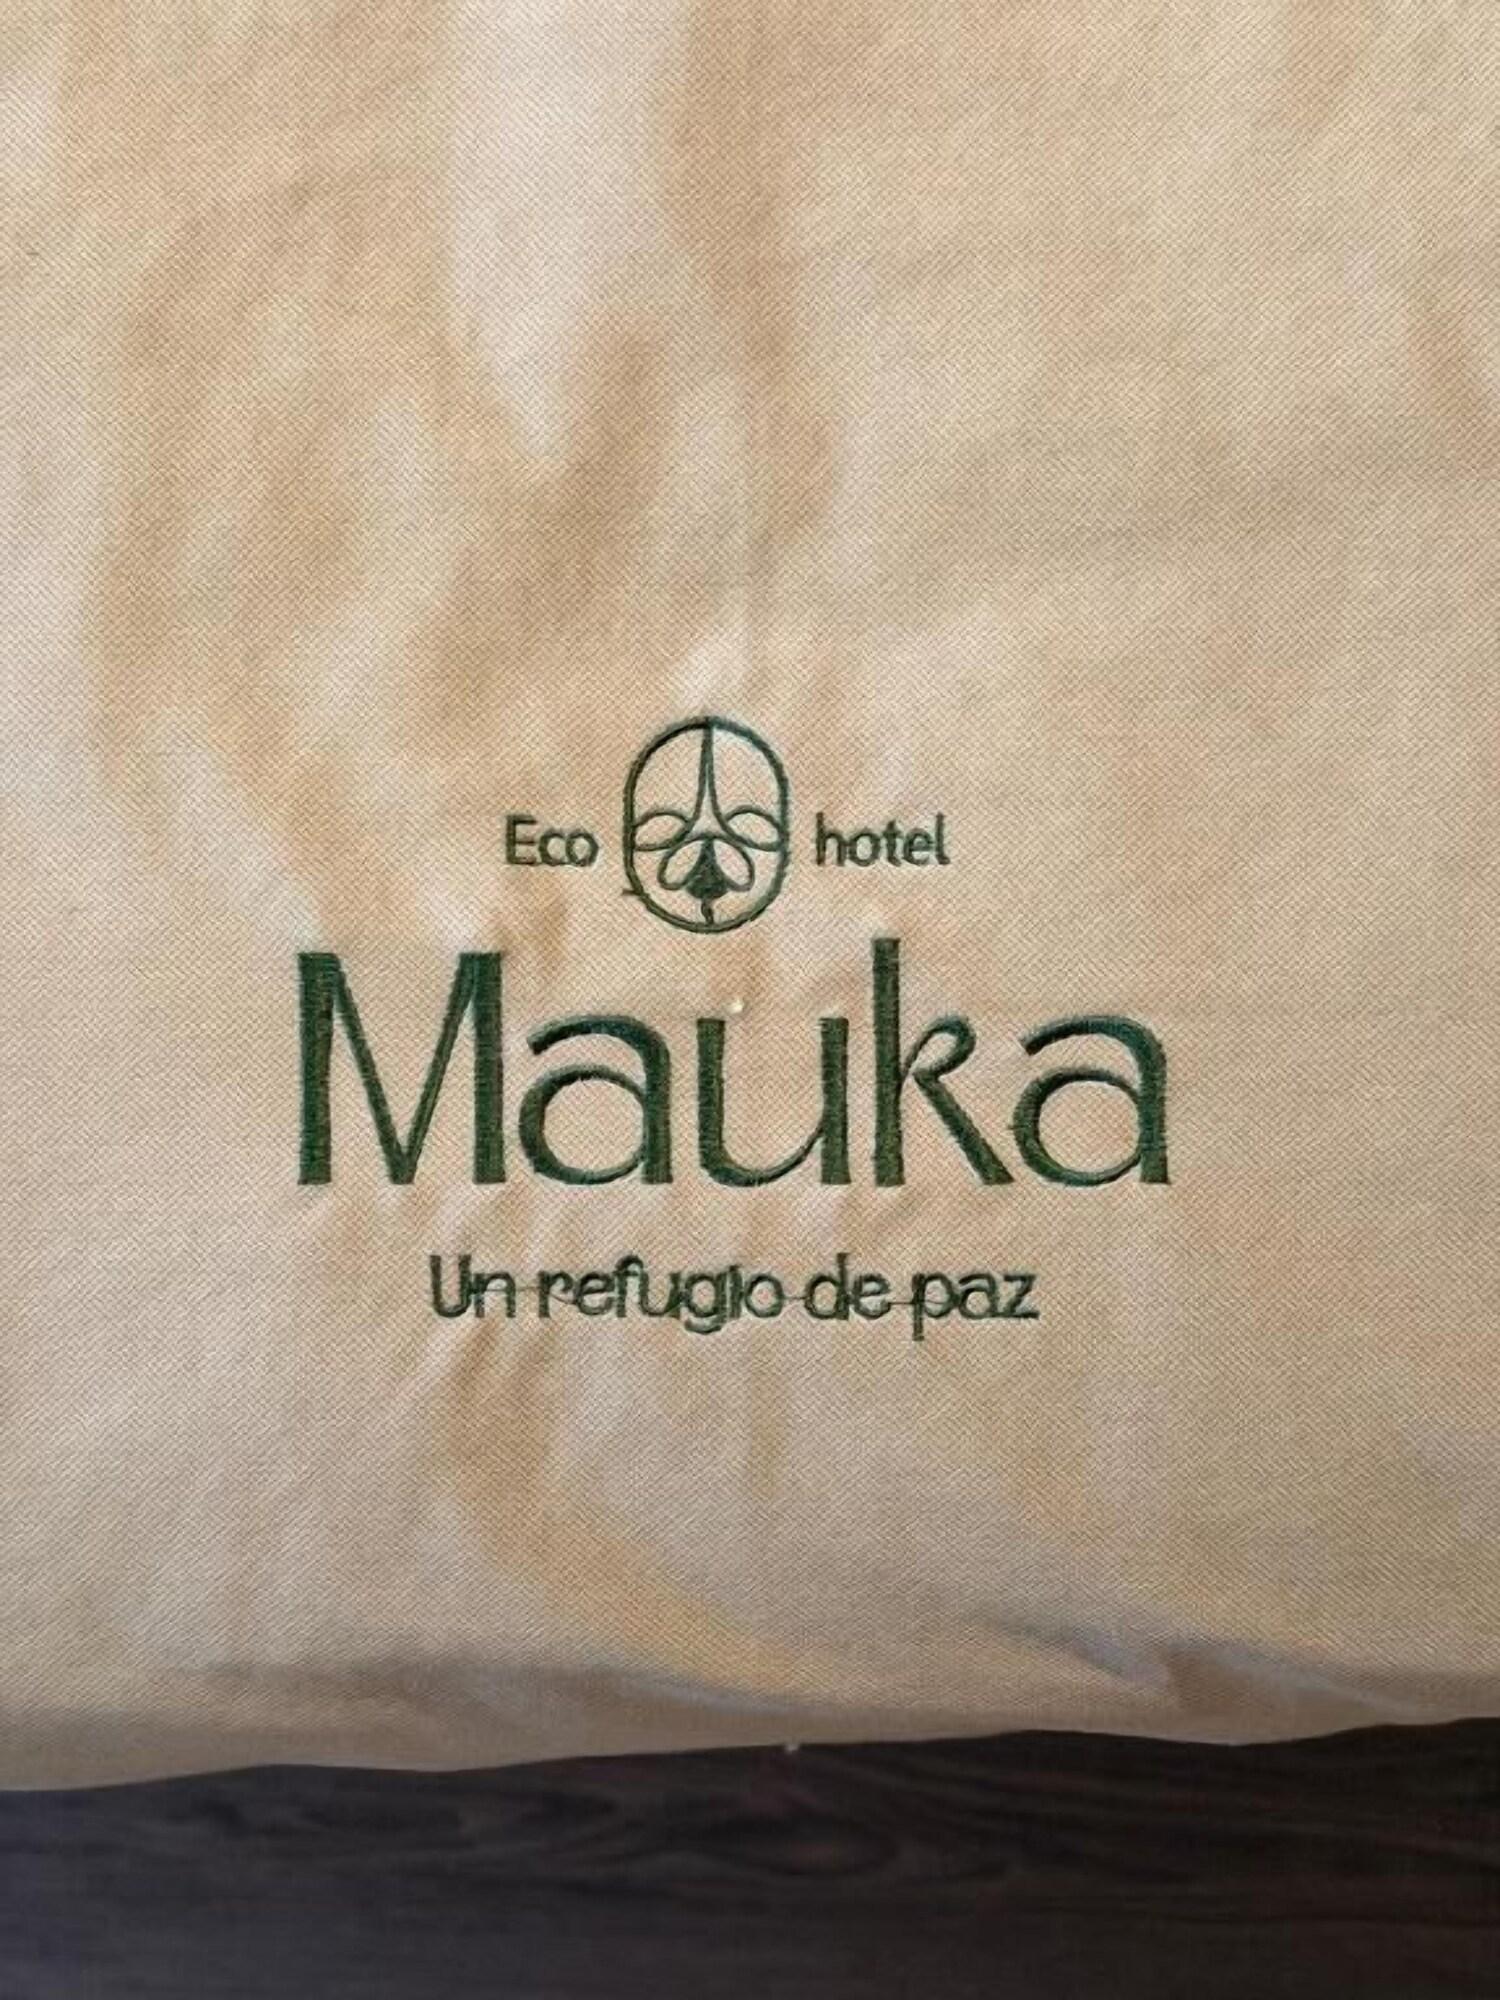 Eco hotel
Mauka
Un refugio de paz